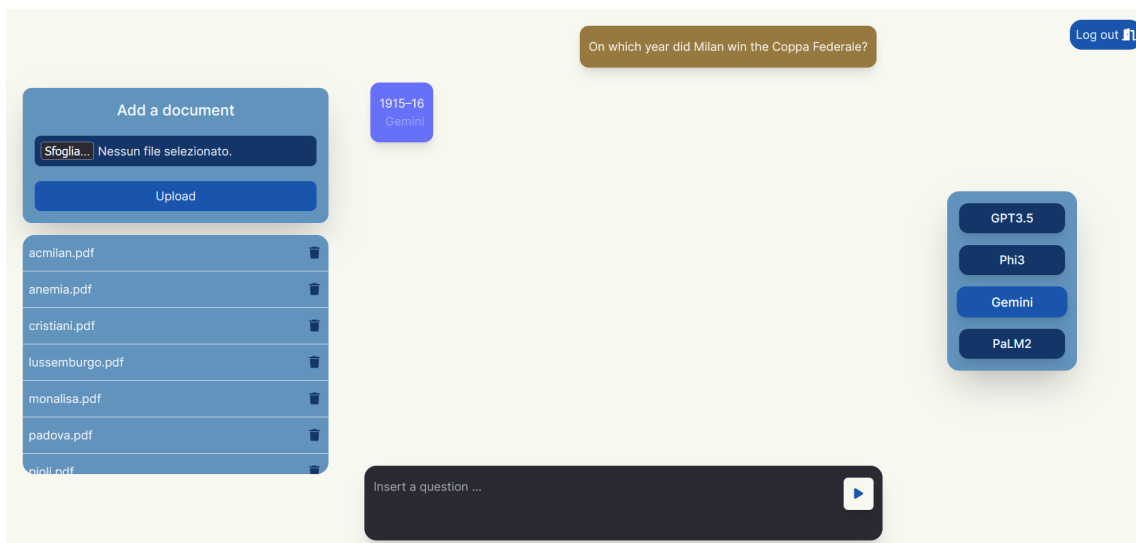 On which year did Milan win the Coppa Federale?
Log out
Add a document
Sfoglia... Nessun file selezionato.
Upload
acmilan.pdf
anemia.pdf
cristiani.pdf
lussemburgo.pdf
monalisa.pdf
padova.pdf
pioli.pdf
1915–16
Gemini
GPT3.5
Phi3
Gemini
PaLM2
Insert a question ...